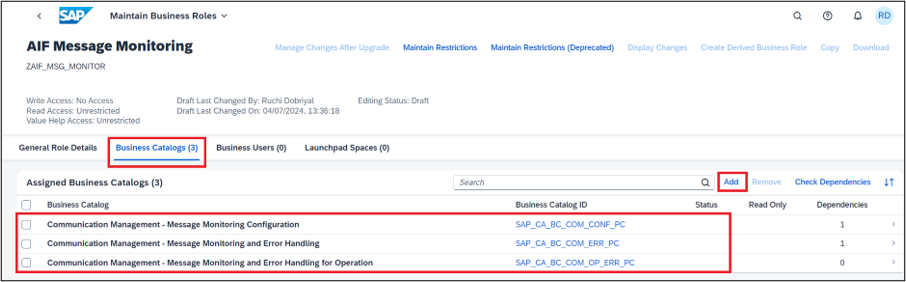 SAP Maintain Business Roles RD
AIF Message Monitoring Manage Changes After Upgrade Maintain Restrictions Maintain Restrictions (Deprecated) Display Changes Create Derived Business Role Copy Download
ZAIF_MSG_MONITOR
Write Access: No Access Draft Last Changed By: Ruchi Dobriyal Editing Status: Draft
Read Access: Unrestricted Draft Last Changed On: 04/07/2024, 13:36:18
Value Help Access: Unrestricted
General Role Details Business Catalogs (3) Business Users (0) Launchpad Spaces (0)
Assigned Business Catalogs (3) Search Add Remove Check Dependencies
Business Catalog Business Catalog ID Status Read Only Dependencies
Communication Management - Message Monitoring Configuration SAP_CA_BC_COM_CONF_PC 1
Communication Management - Message Monitoring and Error Handling SAP_CA_BC_COM_ERR_PC 1
Communication Management - Message Monitoring and Error Handling for Operation SAP_CA_BC_COM_OP_ERR_PC 0